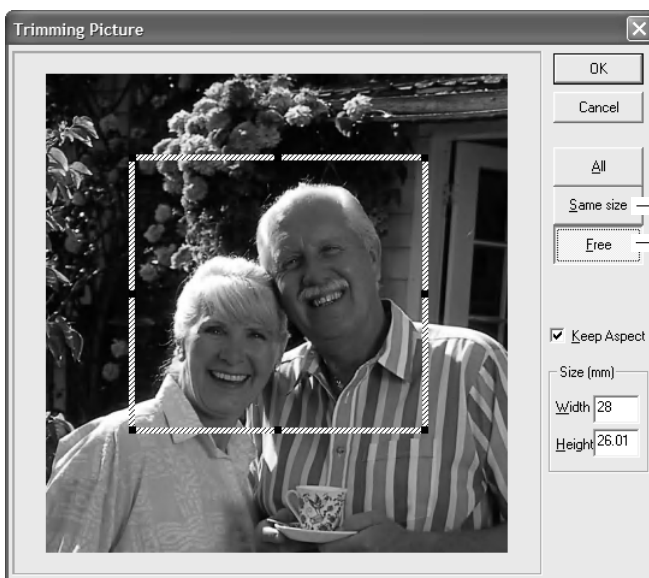 Trimming Picture
OK
Cancel
All
Same size
Free
Keep Aspect
Size (mm)
Width 28
Height 26.01